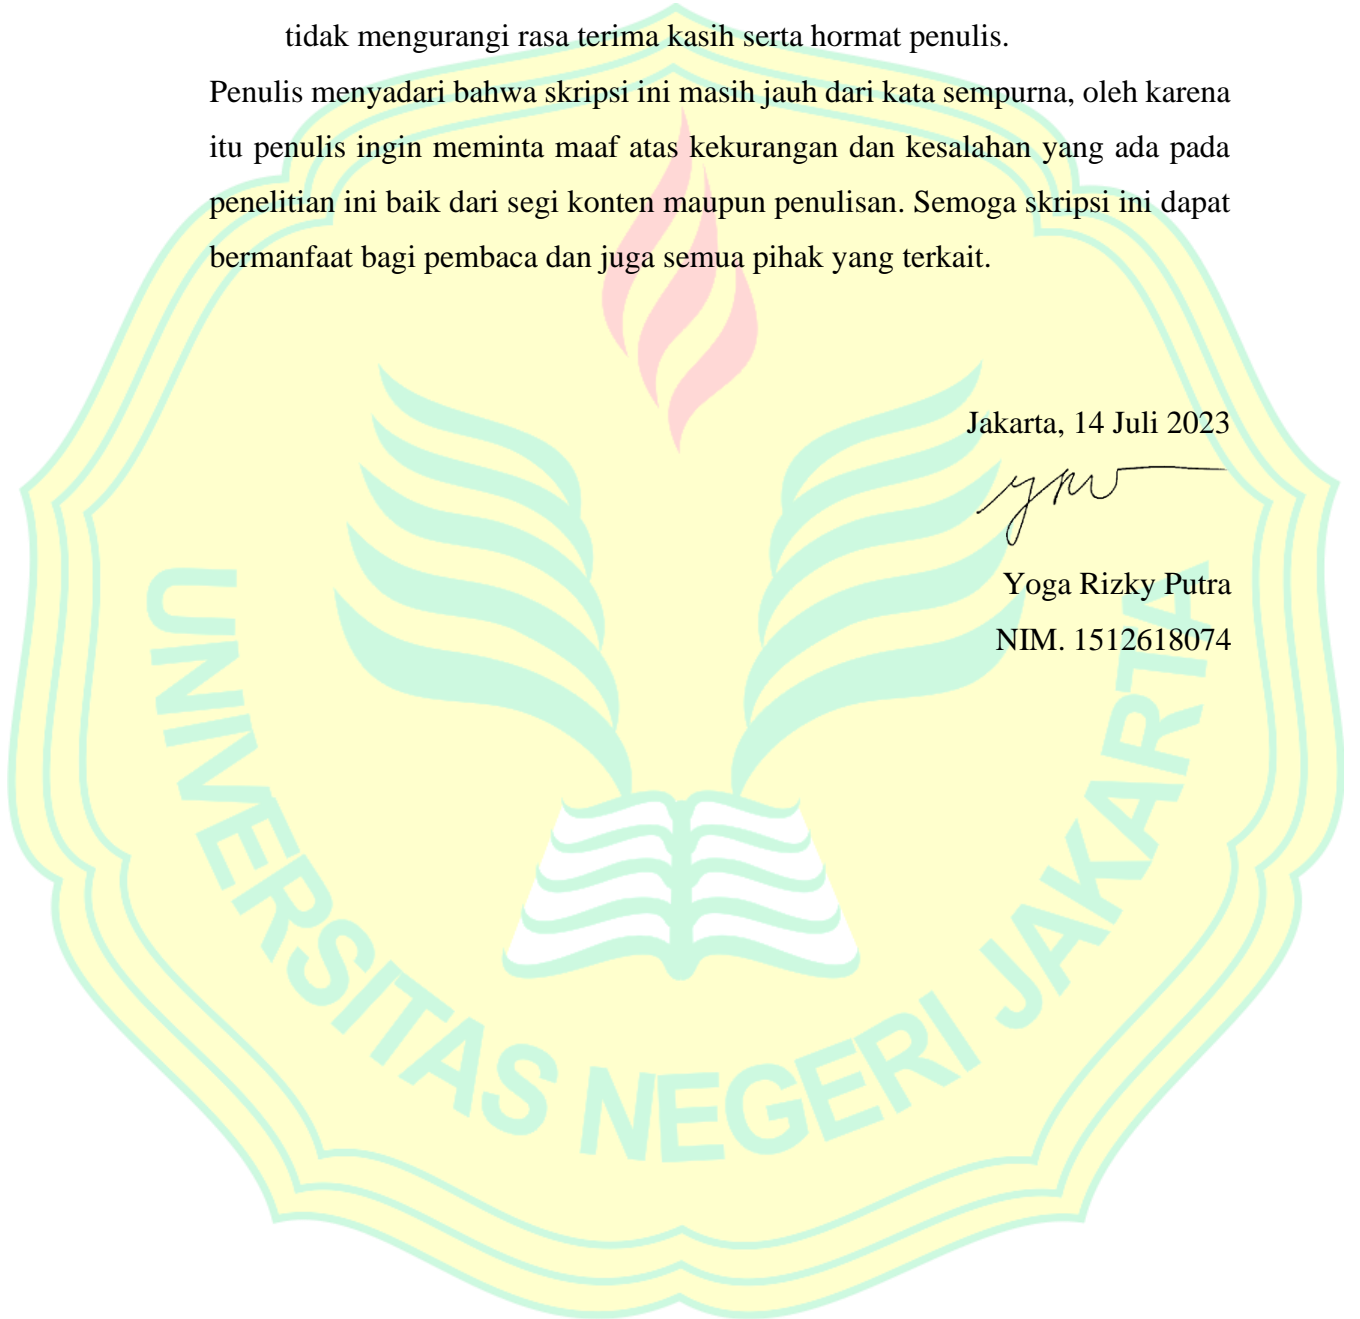 tidak mengurangi rasa terima kasih serta hormat penulis.
Penulis menyadari bahwa skripsi ini masih jauh dari kata sempurna, oleh karena
itu penulis ingin meminta maaf atas kekurangan dan kesalahan yang ada pada
penelitian ini baik dari segi konten maupun penulisan. Semoga skripsi ini dapat
bermanfaat bagi pembaca dan juga semua pihak yang terkait.
Jakarta, 14 Juli 2023
Yoga Rizky Putra
NIM. 1512618074
UNIVERSITAS NEGERI JAKARTA